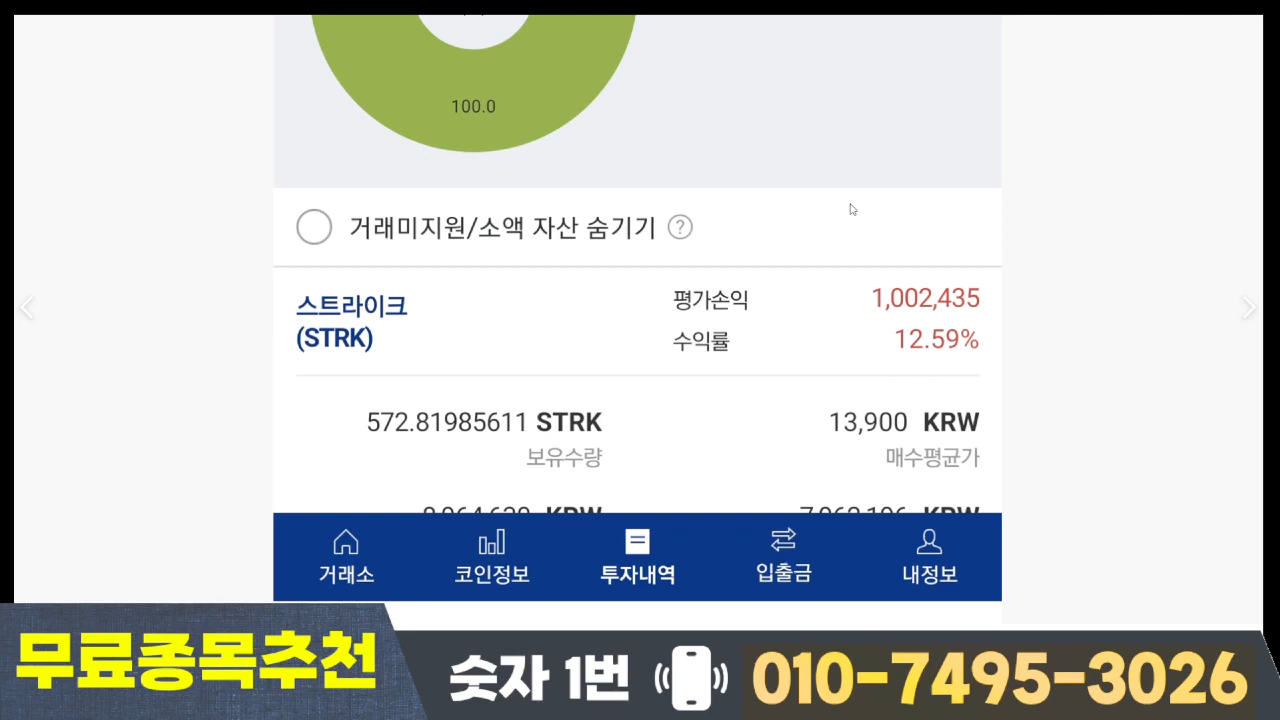 100.0
거래미지원/소액 자산 숨기기 ?
스트라이크
(STRK)
평가손익 1,002,435
수익률 12.59%
572.81985611 STRK
보유수량
13,900 KRW
매수평균가
KRW
KRW
거래소 코인정보 투자내역 입출금 내정보
무료종목추천
숫자 1번 010-7495-3026